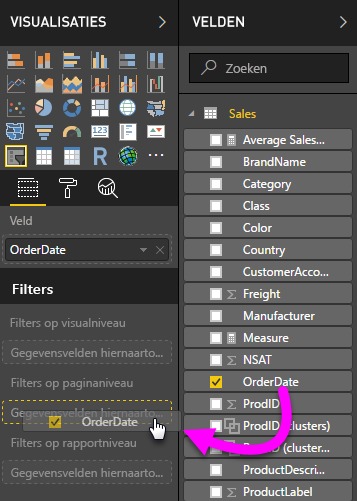 VISUALISATIES
R
123
Veld
OrderDate
Filters
Filters op visualniveau
Gegevensvelden hiernaarto...
Filters op paginaniveau
Gegevensvelden hiernaarto...
OrderDate
Filters op rapportniveau
Gegevensvelden hiernaarto...
VELDEN
Zoeken
Sales
Average Sales...
BrandName
Category
Class
Color
Country
CustomerAcco...
Freight
Manufacturer
Measure
NSAT
OrderDate
ProdID
ProdID (clusters)
(cluster...
ProductDescri...
ProductLabel